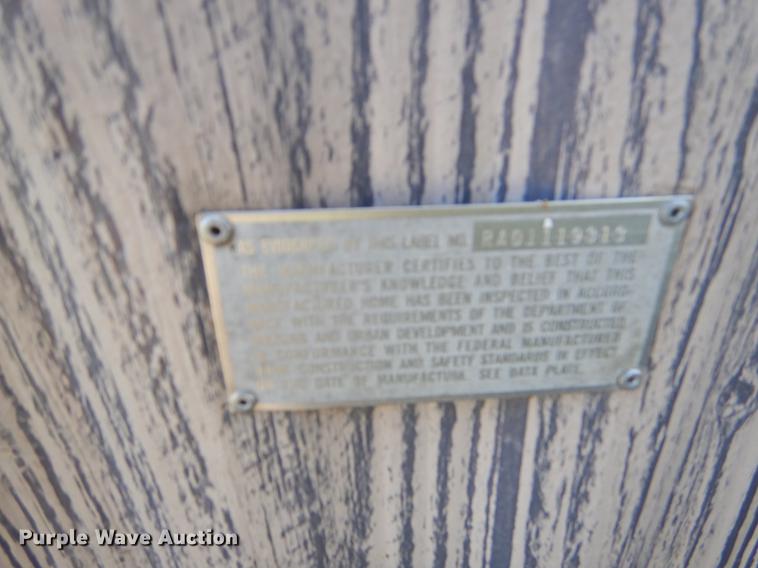 AS EVIDENCED BY THIS LABEL NO.
THE MANUFACTURER CERTIFIES TO THE BEST OF THE
MANUFACTURER'S KNOWLEDGE AND BELIEF THAT THIS
MANUFACTURED HOME HAS BEEN INSPECTED IN ACCORD-
ANCE WITH THE REQUIREMENTS OF THE DEPARTMENT OF
HOUSING AND URBAN DEVELOPMENT AND IS CONSTRUCTED
IN CONFORMANCE WITH THE FEDERAL MANUFACTURED
HOME CONSTRUCTION AND SAFETY STANDARDS IN EFFECT
ON THE DATE OF MANUFACTURE. SEE DATA PLATE.
Purple Wave Auction